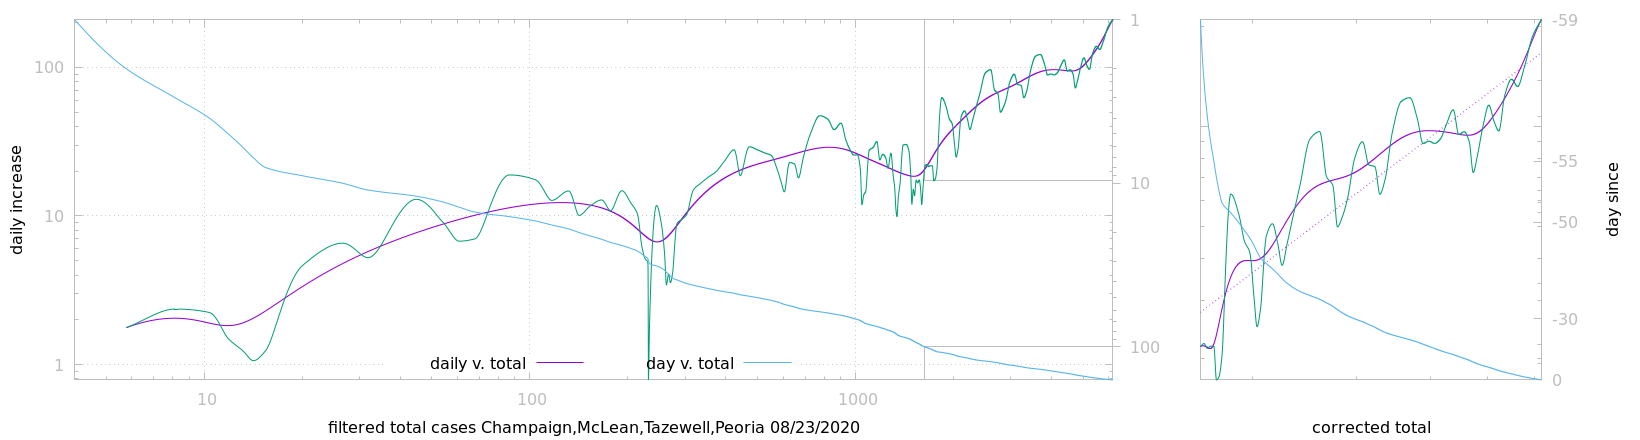 1
-59
100
daily increase
-55
10
-50
day since
10
-30
1
daily v. total
day v. total
100
0
10
100
1000
filtered total cases Champaign,McLean,Tazewell,Peoria 08/23/2020
corrected total